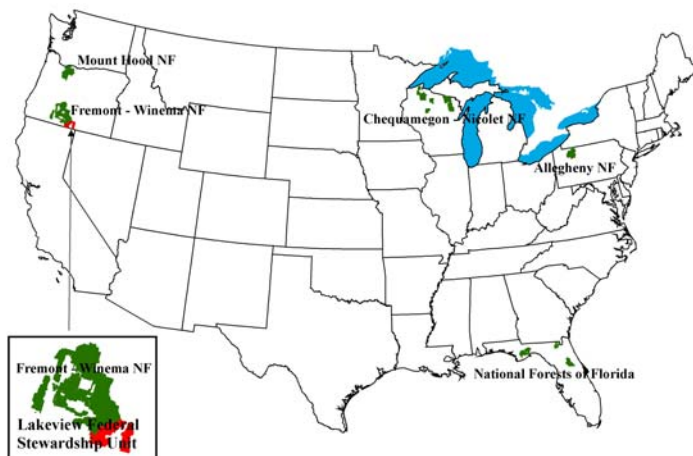 Mount Hood NF
Fremont - Winema NF
Chequamegon - Nicolet NF
Allegheny NF
National Forests of Florida
Fremont - Winema NF
Lakeview Federal
Stewardship Unit